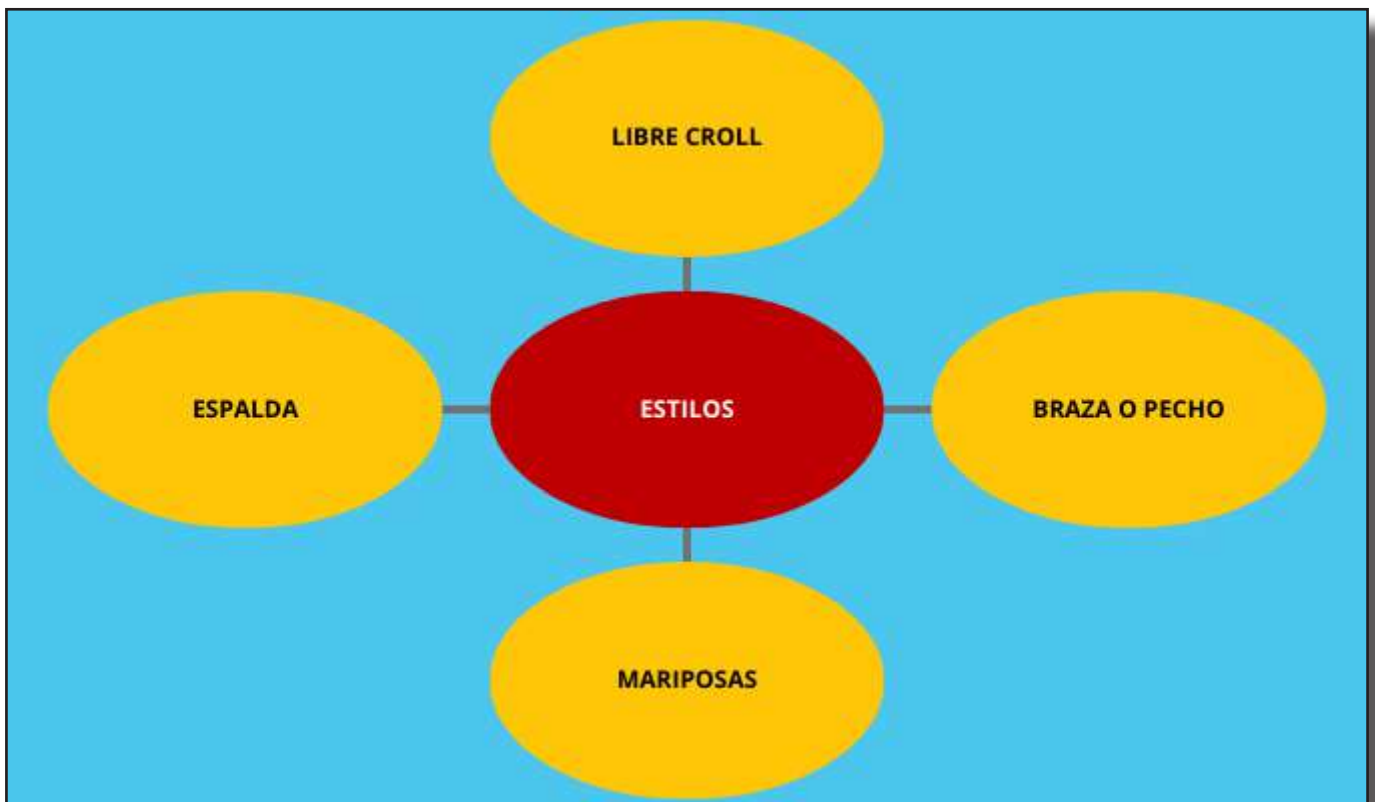 LIBRE CROLL
ESPALDA
ESTILOS
BRAZA O PECHO
MARIPOSAS